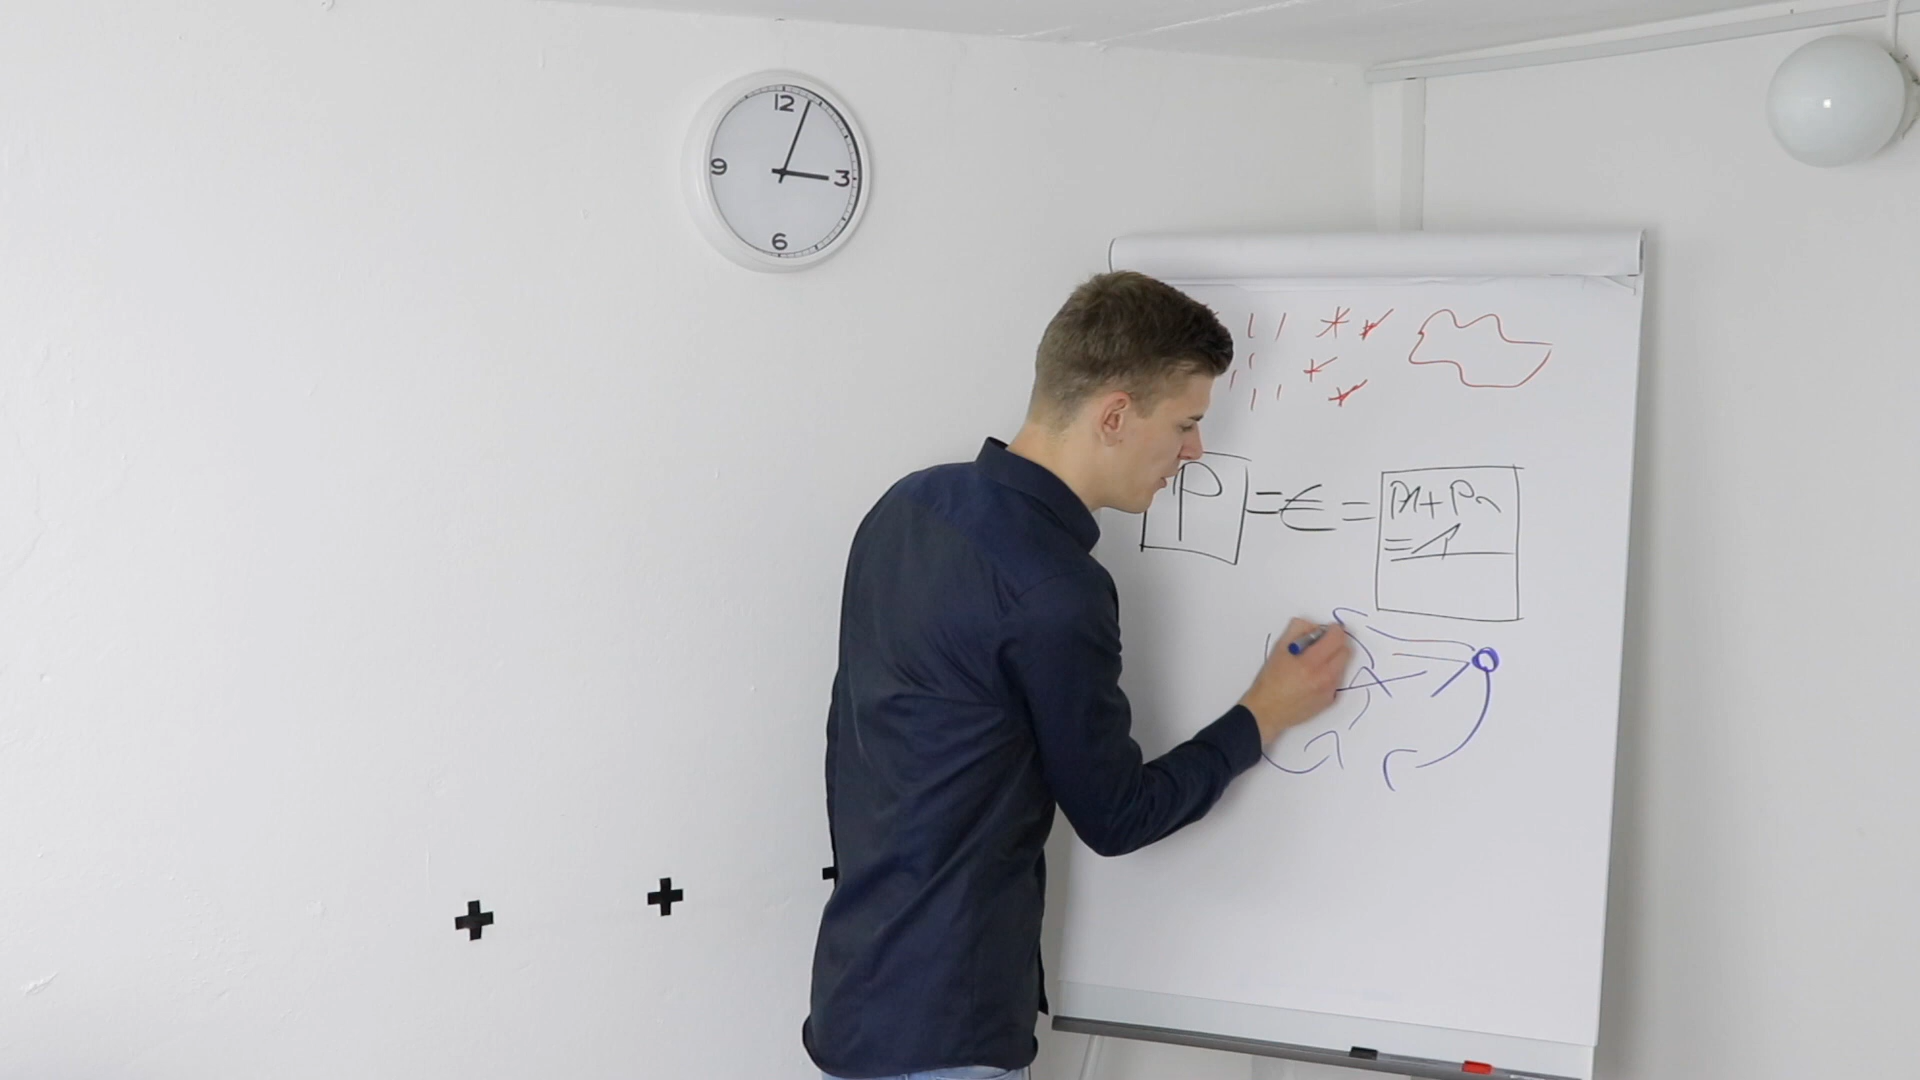 12
9 3
6
P = € =
P1 + P2
= 1